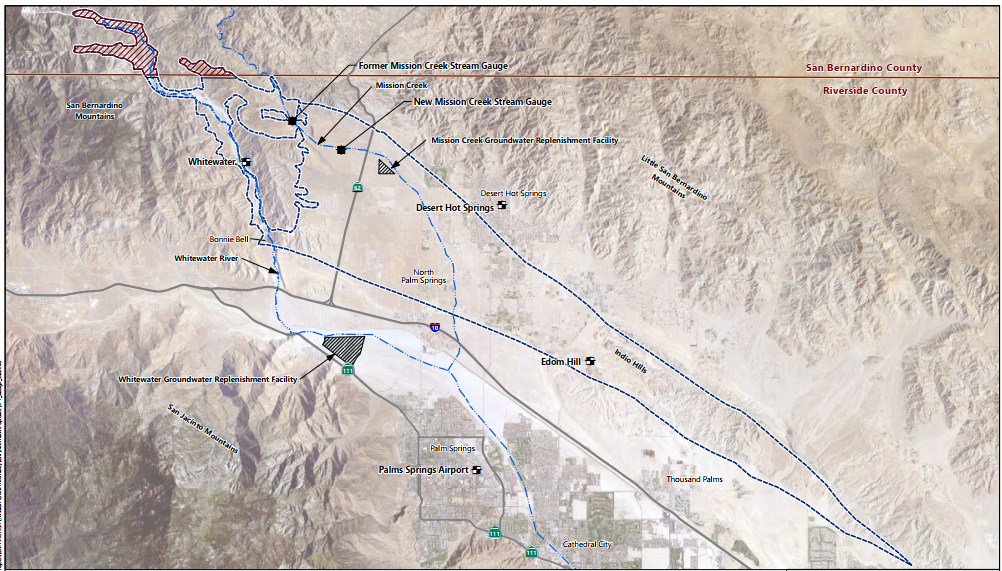 San Bernardino County
Riverside County
Former Mission Creek Stream Gauge
Mission Creek
New Mission Creek Stream Gauge
San Bernardino
Mountains
Mission Creek Groundwater Replenishment Facility
Whitewater
62
Little San Bernardino
Mountains
Desert Hot Springs
Desert Hot Springs
Bonnie Bell
Whitewater River
North
Palm Springs
10
Edom Hill
Indio Hills
111
Whitewater Groundwater Replenishment Facility
San Jacinto Mountains
Palm Springs
Palms Springs Airport
Thousand Palms
111
111
Cathedral City